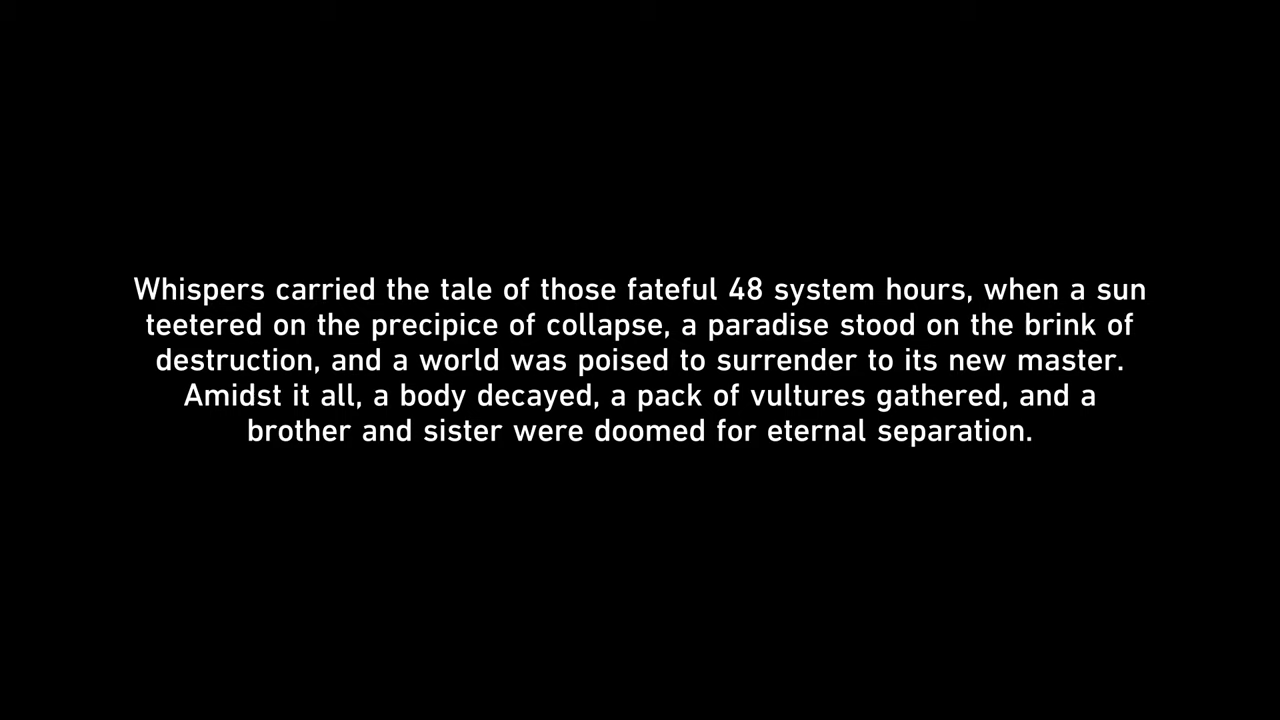 Whispers carried the tale of those fateful 48 system hours, when a sun
teetered on the precipice of collapse, a paradise stood on the brink of
destruction, and a world was poised to surrender to its new master.
Amidst it all, a body decayed, a pack of vultures gathered, and a
brother and sister were doomed for eternal separation.